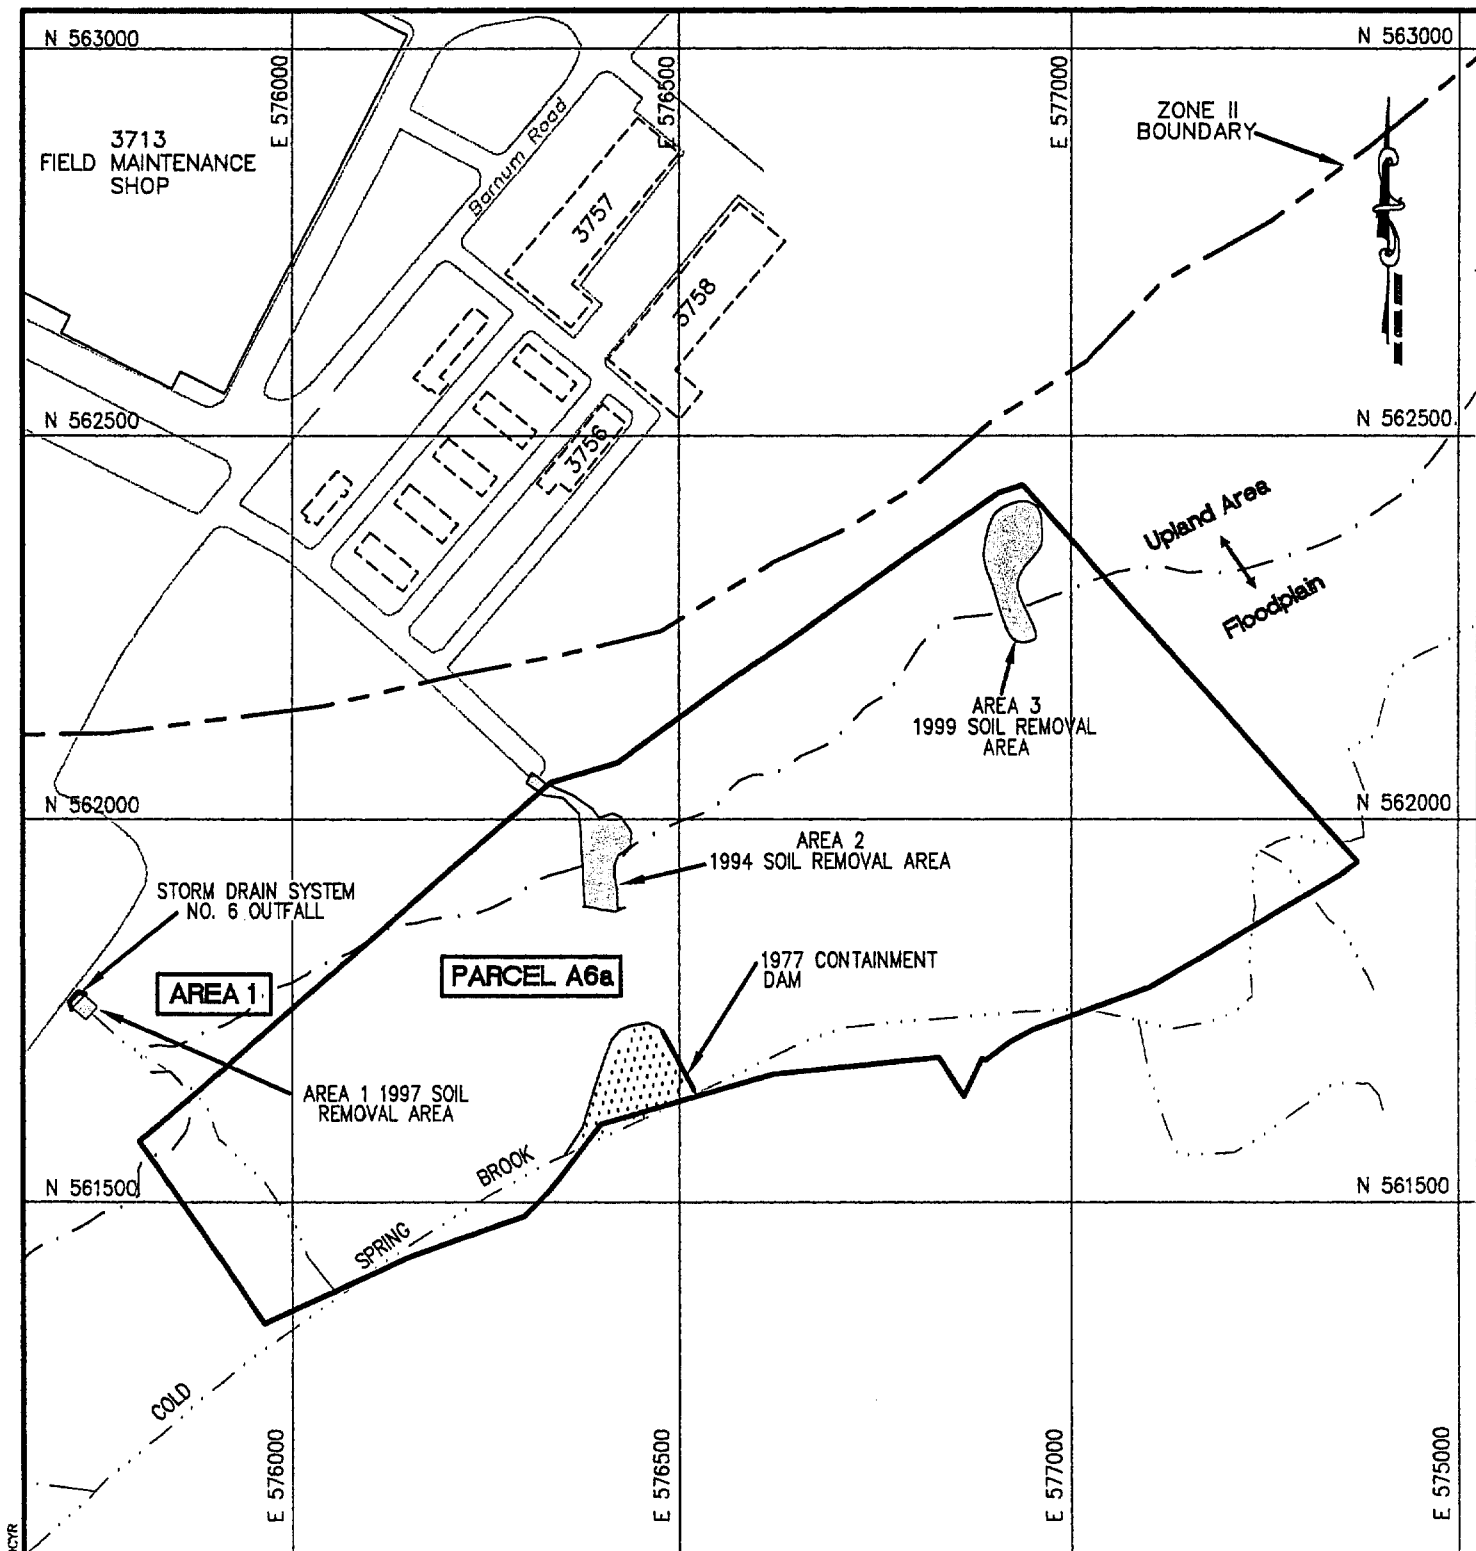 N 563000
N 563000
E 576000
E 576500
E 577000
ZONE II
BOUNDARY
3713
FIELD MAINTENANCE
SHOP
Barnum Road
3757
3758
N 562500
N 562500
3756
Upland Area
Floodplain
AREA 3
1999 SOIL REMOVAL
AREA
N 562000
N 562000
AREA 2
1994 SOIL REMOVAL AREA
STORM DRAIN SYSTEM
NO. 6 OUTFALL
PARCEL A6a
1977 CONTAINMENT
DAM
AREA 1
AREA 1 1997 SOIL
REMOVAL AREA
BROOK
N 561500
N 561500
SPRING
COLD
E 576000
E 576500
E 577000
E 575000